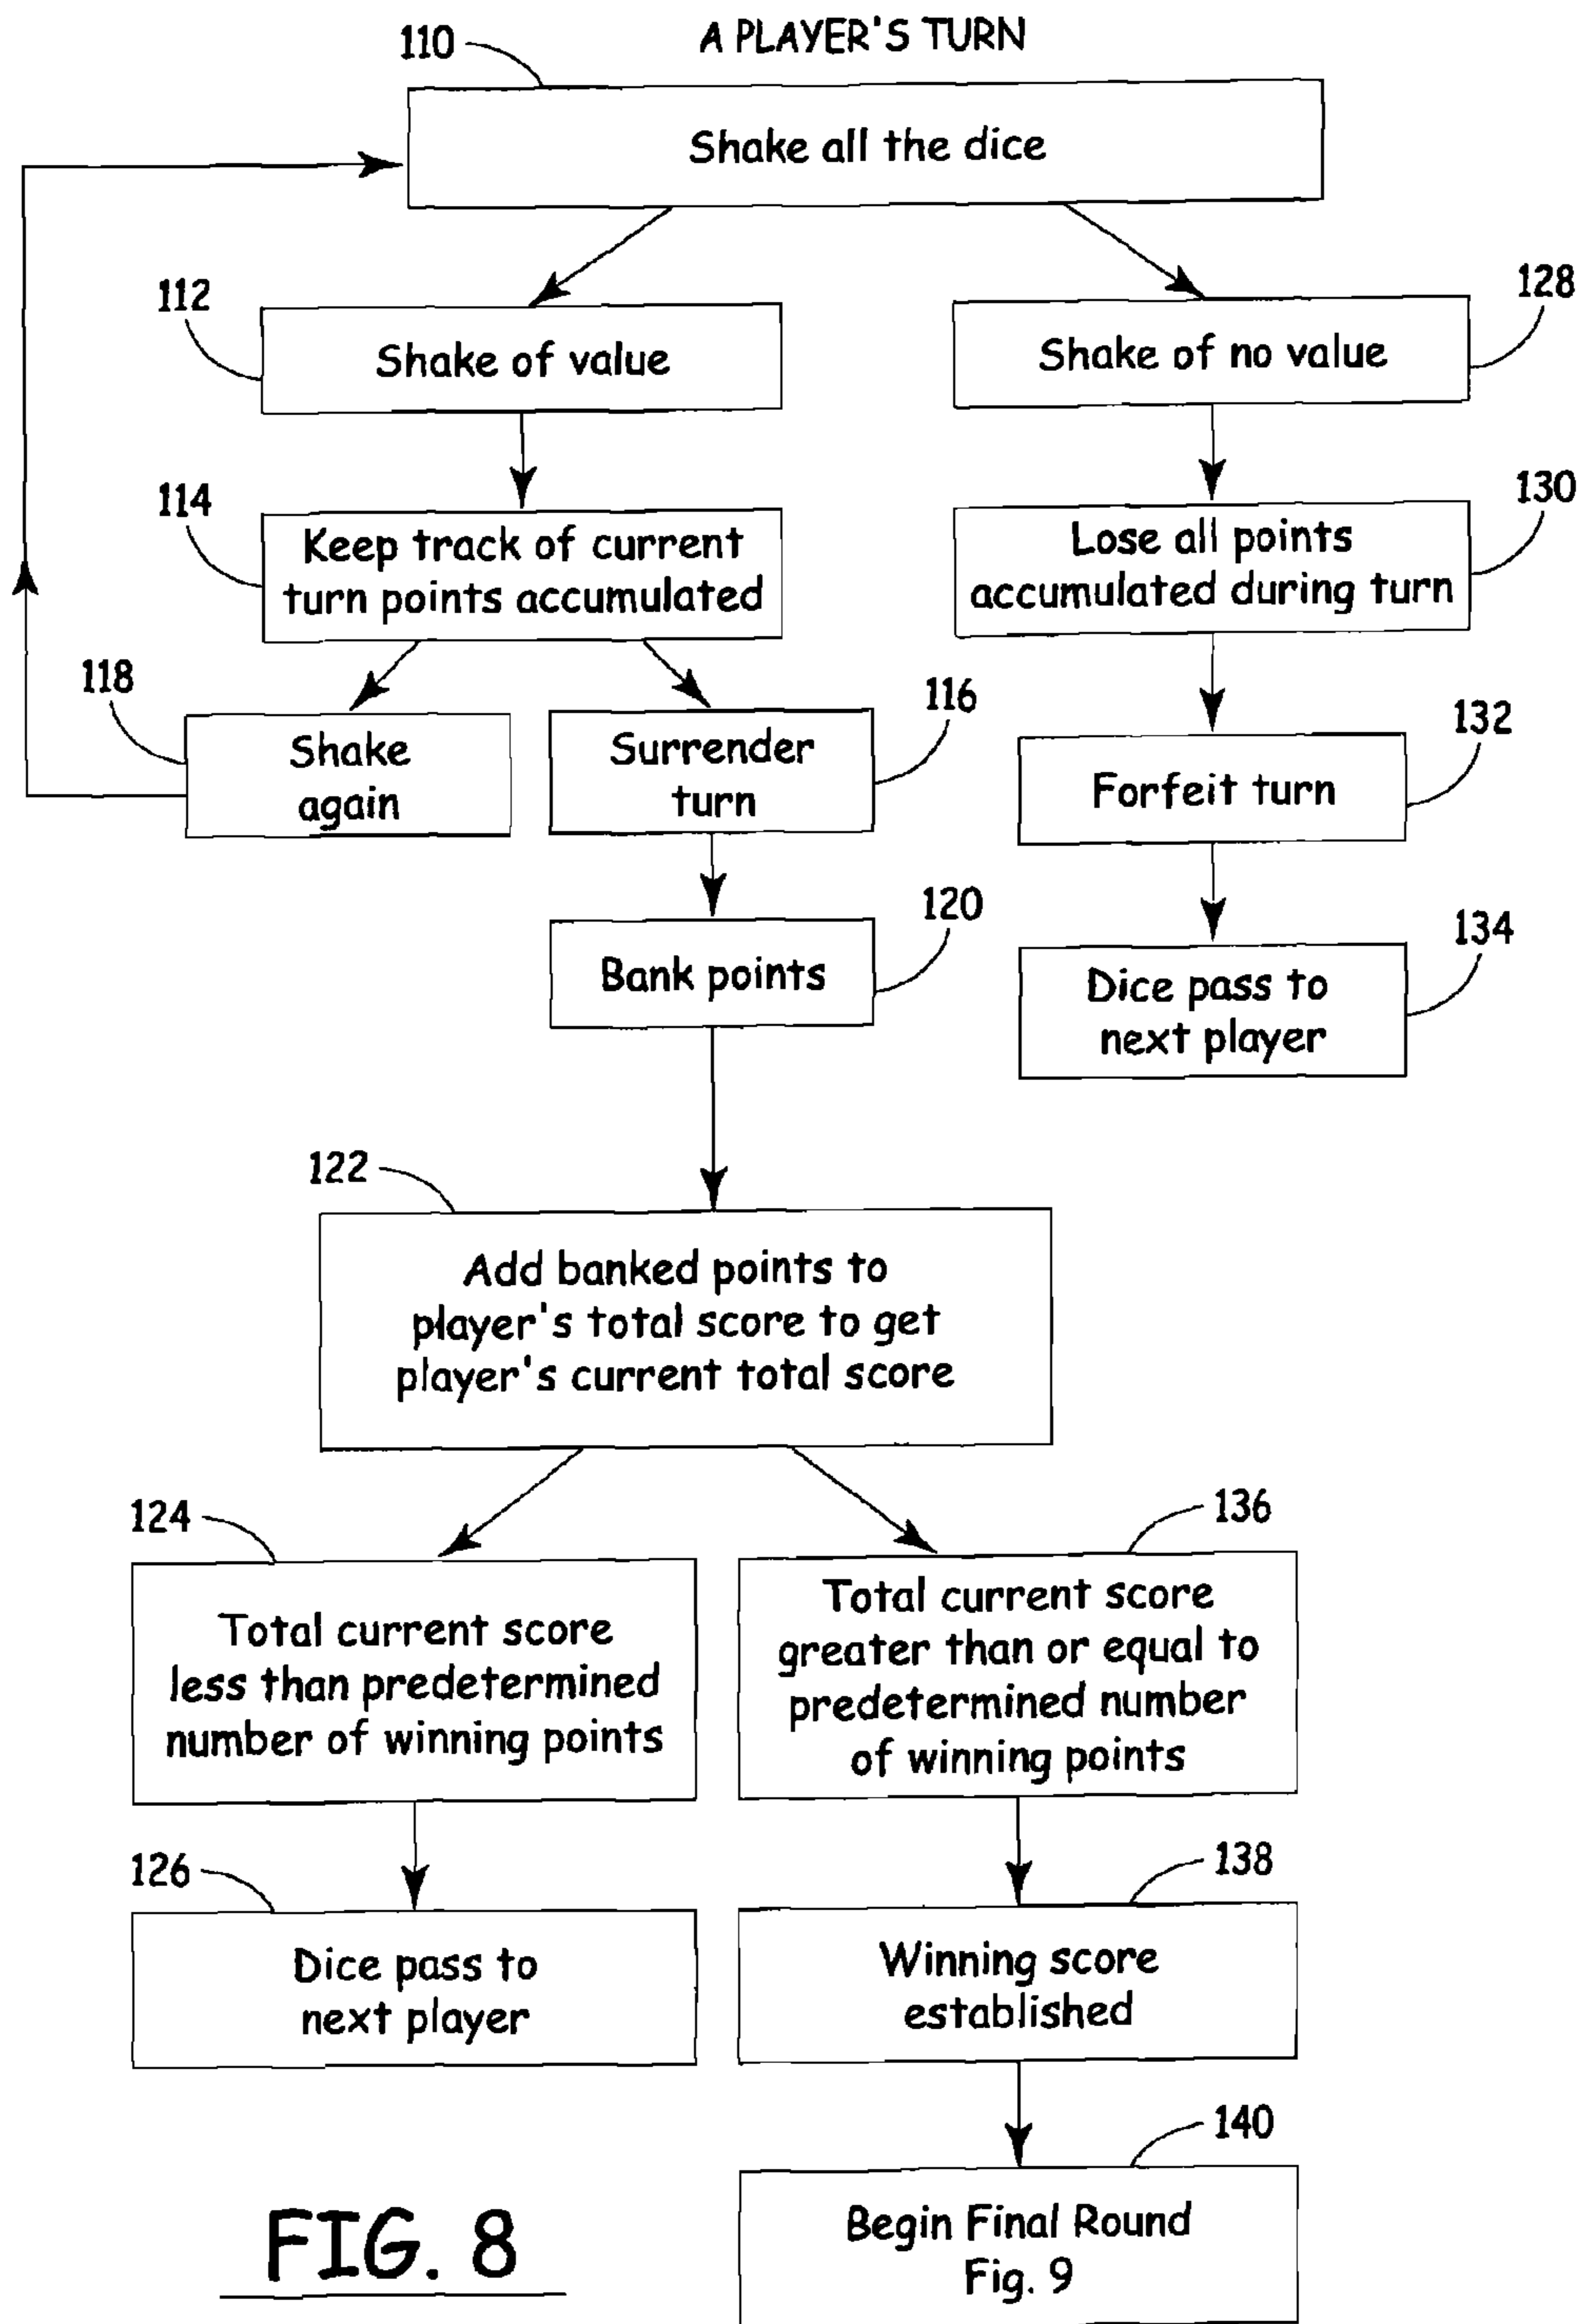 A PLAYER'S TURN
110
Shake all the dice
112
Shake of value
128
Shake of no value
114
Keep track of current
turn points accumulated
130
Lose all points
accumulated during turn
118
Shake
again
116
Surrender
turn
132
Forfeit turn
120
Bank points
134
Dice pass to
next player
122
Add banked points to
player's total score to get
player's current total score
124
Total current score
less than predetermined
number of winning points
136
Total current score
greater than or equal to
predetermined number
of winning points
126
Dice pass to
next player
138
Winning score
established
140
Begin Final Round
Fig. 9
FIG. 8